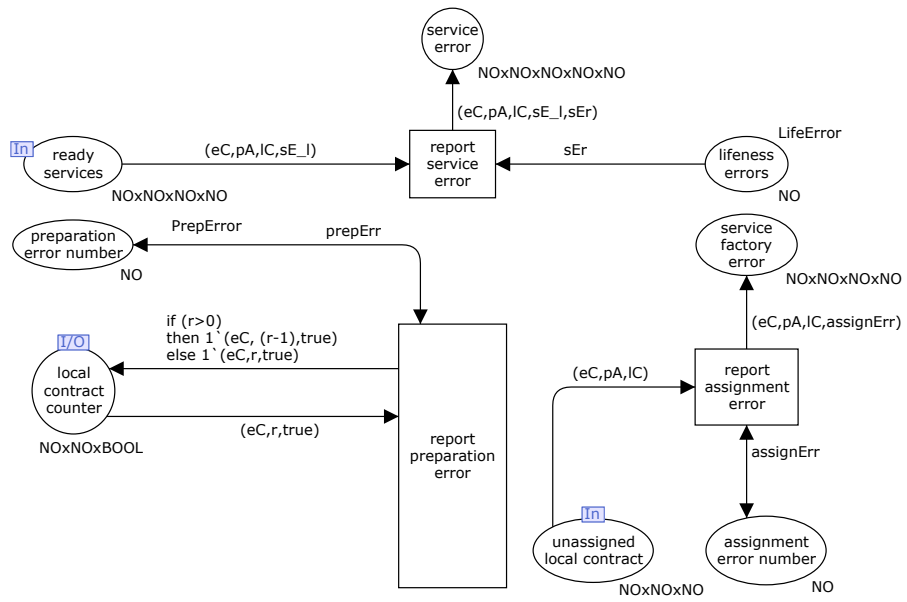 service
error
NOxNOxNOxNOxNO
(eC,pA,lC,sE_l,sEr)
In
ready
services
NOxNOxNOxNO
(eC,pA,lC,sE_l)
report
service
error
sEr
LifeError
lifeness
errors
NO
preparation
error number
NO
PrepError
prepErr
service
factory
error
NOxNOxNOxNO
(eC,pA,lC,assignErr)
if (r>0)
then 1`(eC, (r-1),true)
else 1`(eC,r,true)
I/O
local
contract
counter
NOxNOxBOOL
(eC,r,true)
report
preparation
error
(eC,pA,lC)
report
assignment
error
assignErr
In
unassigned
local contract
NOxNOxNO
assignment
error number
NO